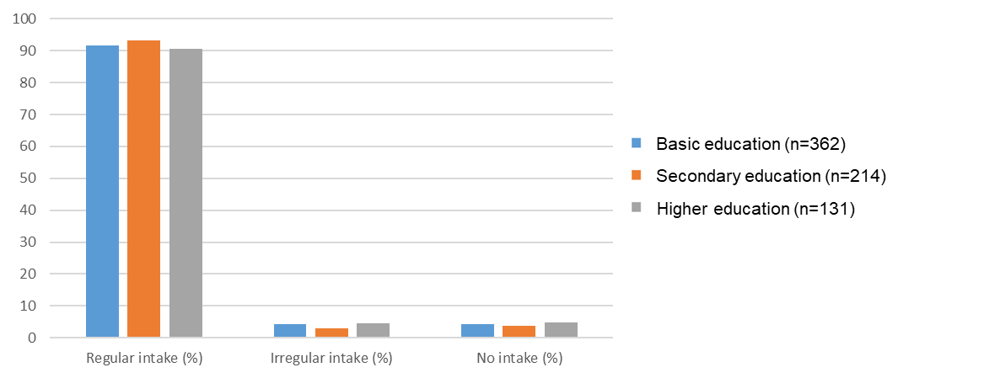 100
90
80
70
60
50
40
30
20
10
0
Regular intake (%)
Irregular intake (%)
No intake (%)
Basic education (n=362)
Secondary education (n=214)
Higher education (n=131)